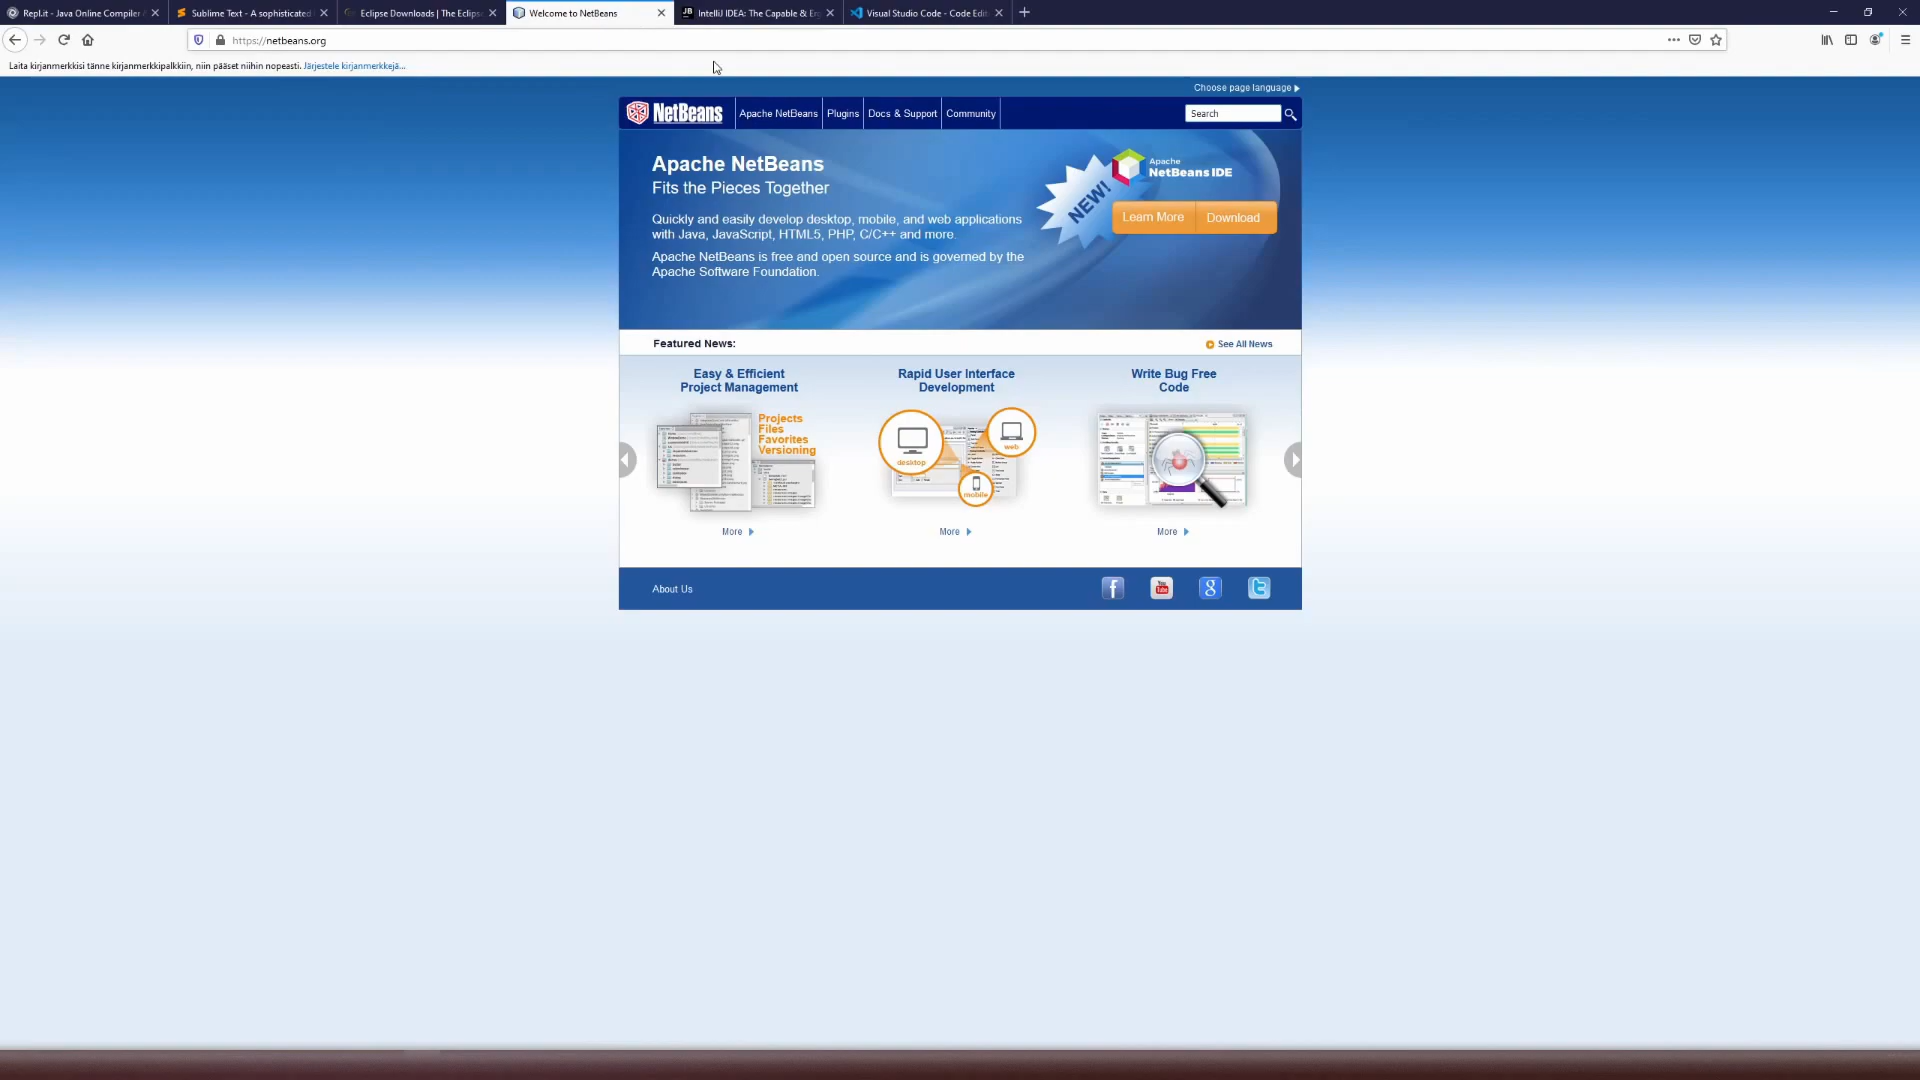 Repl.it - Java Online Compiler
Sublime Text - A sophisticated
Eclipse Downloads | The Eclipse
Welcome to NetBeans
IntelliJ IDEA: The Capable & Erg
Visual Studio Code - Code Edit
https://netbeans.org
Laita kirjanmerkkisi tänne kirjanmerkkipalkkiin, niin pääset niihin nopeasti. Järjestele kirjanmerkkejä...
Choose page language
NetBeans
Apache NetBeans
Plugins
Docs & Support
Community
Search
Apache NetBeans
Fits the Pieces Together
Quickly and easily develop desktop, mobile, and web applications
with Java, JavaScript, HTML5, PHP, C/C++ and more.
Apache NetBeans is free and open source and is governed by the
Apache Software Foundation.
NEW!
Apache
NetBeans IDE
Learn More
Download
Featured News:
See All News
Easy & Efficient
Project Management
Projects
Files
Favorites
Versioning
More
Rapid User Interface
Development
desktop
web
mobile
More
Write Bug Free
Code
More
About Us